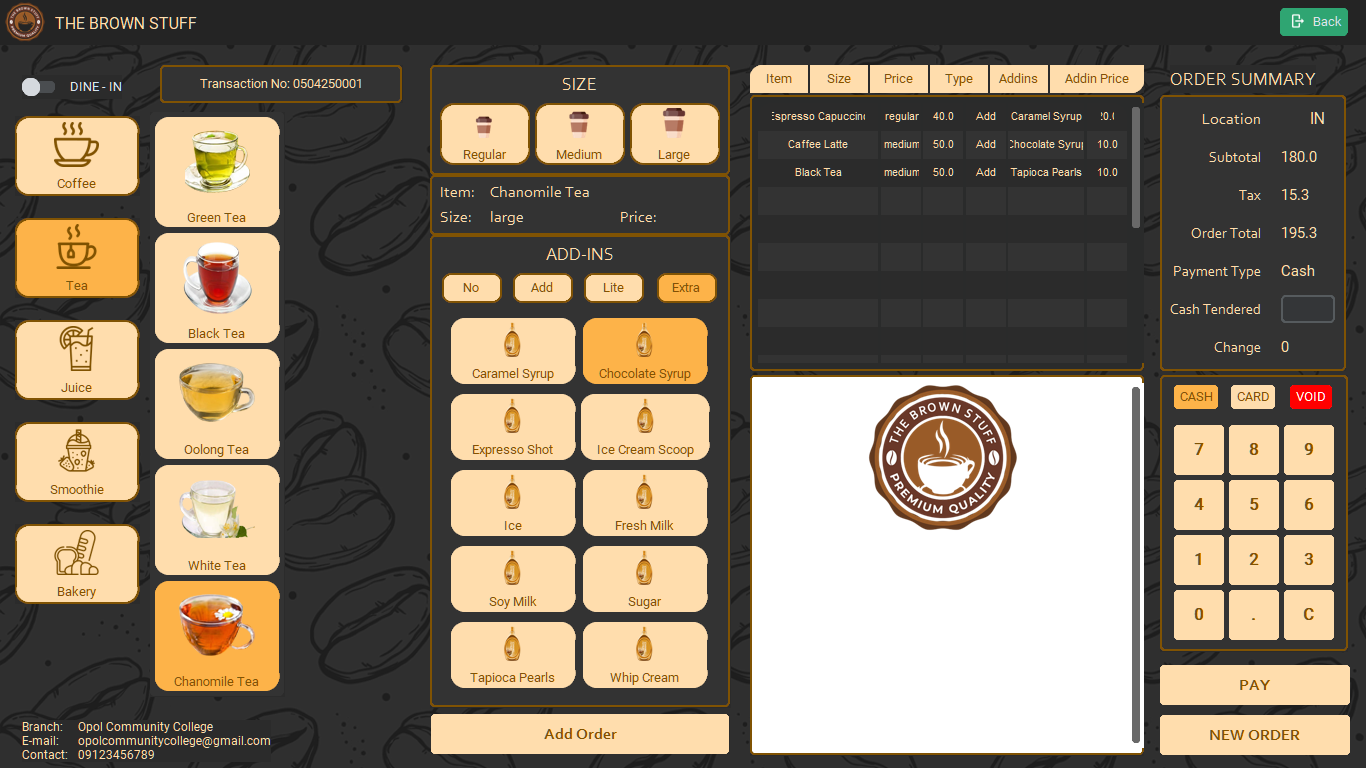 THE BROWN STUFF
Back
DINE - IN
Transaction No: 0504250001
Coffee
Tea
Juice
Smoothie
Bakery
Green Tea
Black Tea
Oolong Tea
White Tea
Chanomile Tea
Branch: Opol Community College
E-mail: opolcommunitycollege@gmail.com
Contact: 09123456789
SIZE
Regular Medium Large
Item: Chanomile Tea
Size: large Price:
ADD-INS
No Add Lite Extra
Caramel Syrup Chocolate Syrup
Expresso Shot Ice Cream Scoop
Ice Fresh Milk
Soy Milk Sugar
Tapioca Pearls Whip Cream
Add Order
Item Size Price Type Addins Addin Price
Espresso Capuccino regular 40.0 Add Caramel Syrup
Caffee Latte medium 50.0 Add Chocolate Syrup 10.0
Black Tea medium 50.0 Add Tapioca Pearls 10.0
THE BROWN STUFF
PREMIUM QUALITY
ORDER SUMMARY
Location IN
Subtotal 180.0
Tax 15.3
Order Total 195.3
Payment Type Cash
Cash Tendered
Change 0
CASH CARD VOID
7 8 9
4 5 6
1 2 3
0 . C
PAY
NEW ORDER